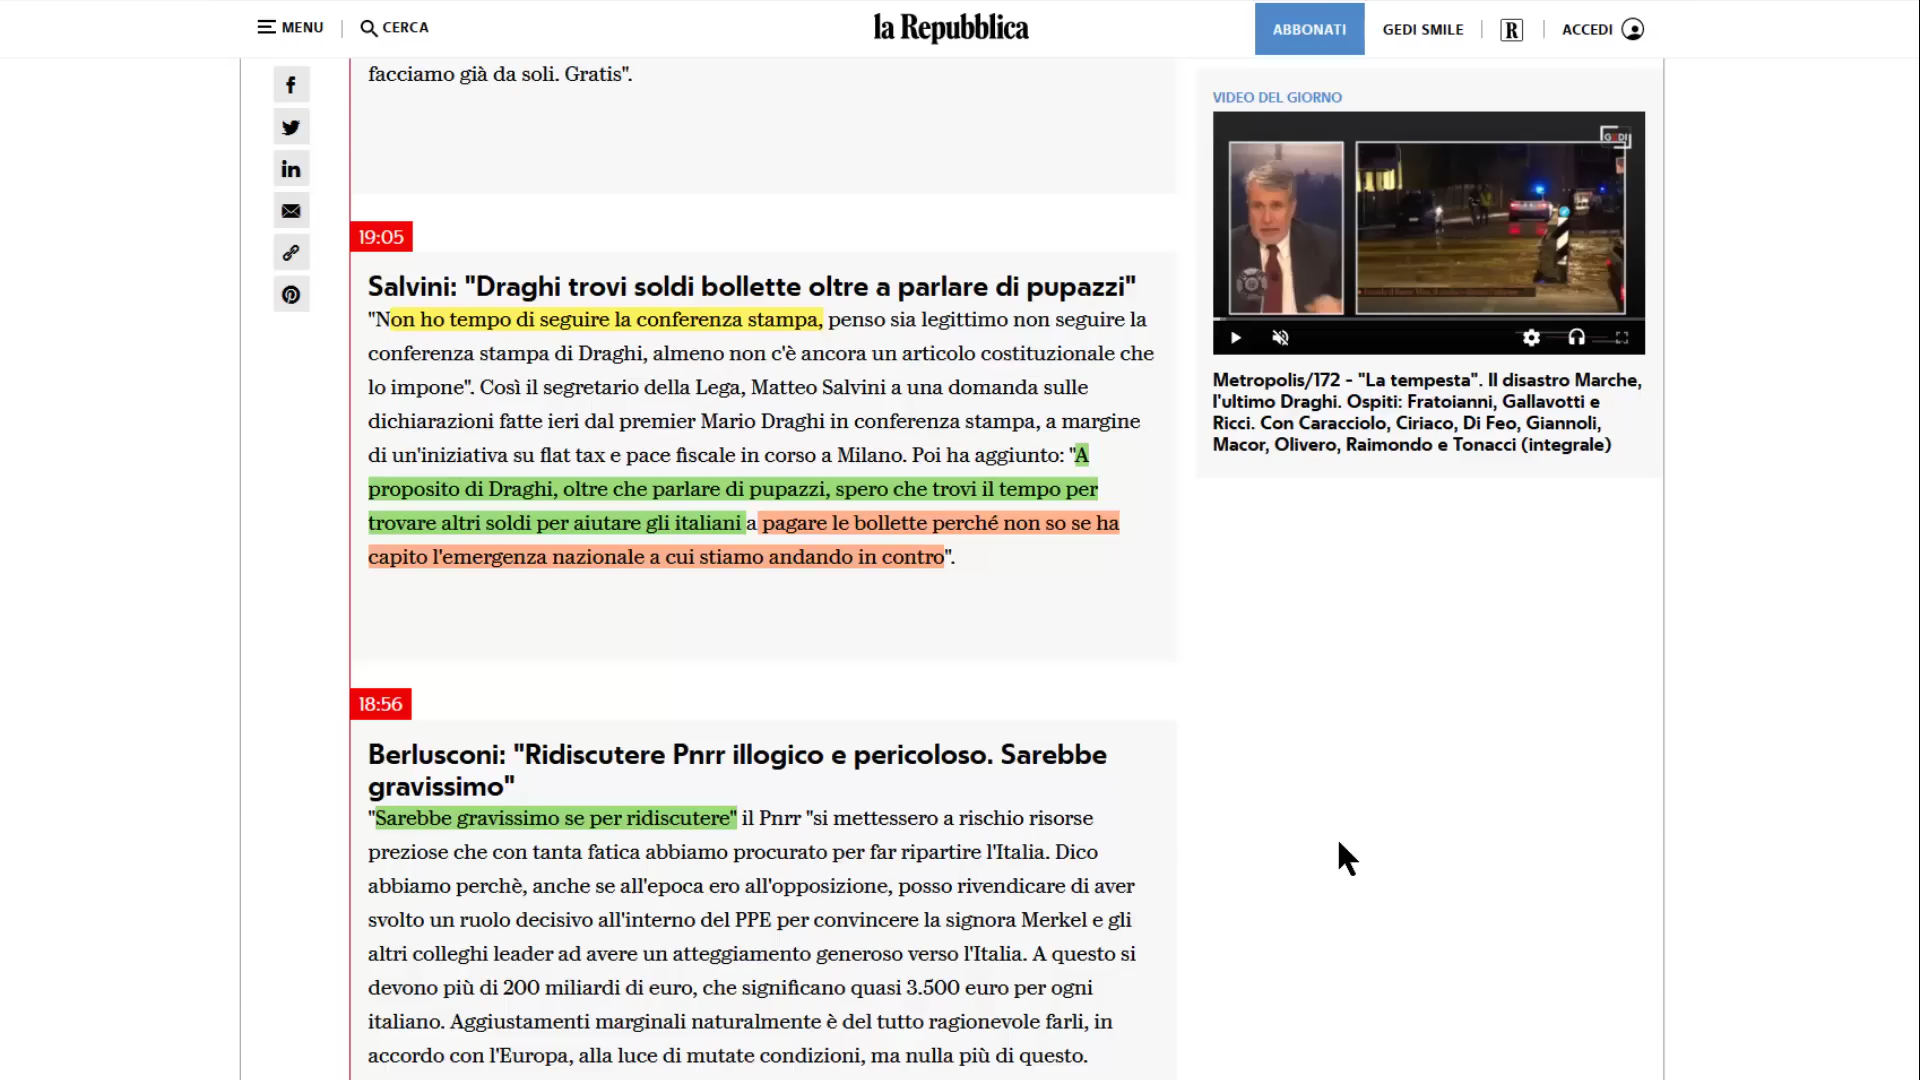 MENU
CERCA
la Repubblica
ABBONATI
GEDI SMILE
R
ACCEDI
facciamo già da soli. Gratis".
19:05
Salvini: "Draghi trovi soldi bollette oltre a parlare di pupazzi"
"Non ho tempo di seguire la conferenza stampa, penso sia legittimo non seguire la
conferenza stampa di Draghi, almeno non c'è ancora un articolo costituzionale che
lo impone". Così il segretario della Lega, Matteo Salvini a una domanda sulle
dichiarazioni fatte ieri dal premier Mario Draghi in conferenza stampa, a margine
di un'iniziativa su flat tax e pace fiscale in corso a Milano. Poi ha aggiunto: "A
proposito di Draghi, oltre che parlare di pupazzi, spero che trovi il tempo per
trovare altri soldi per aiutare gli italiani a pagare le bollette perché non so se ha
capito l'emergenza nazionale a cui stiamo andando in contro".
18:56
Berlusconi: "Ridiscutere Pnrr illogico e pericoloso. Sarebbe
gravissimo"
"Sarebbe gravissimo se per ridiscutere" il Pnrr "si mettessero a rischio risorse
preziose che con tanta fatica abbiamo procurato per far ripartire l'Italia. Dico
abbiamo perchè, anche se all'epoca ero all'opposizione, posso rivendicare di aver
svolto un ruolo decisivo all'interno del PPE per convincere la signora Merkel e gli
altri colleghi leader ad avere un atteggiamento generoso verso l'Italia. A questo si
devono più di 200 miliardi di euro, che significano quasi 3.500 euro per ogni
italiano. Aggiustamenti marginali naturalmente è del tutto ragionevole farli, in
accordo con l'Europa, alla luce di mutate condizioni, ma nulla più di questo.
VIDEO DEL GIORNO
GEDI
Metropolis/172 - "La tempesta". Il disastro Marche,
l'ultimo Draghi. Ospiti: Fratoianni, Gallavotti e
Ricci. Con Caracciolo, Ciriaco, Di Feo, Giannoli,
Macor, Olivero, Raimondo e Tonacci (integrale)